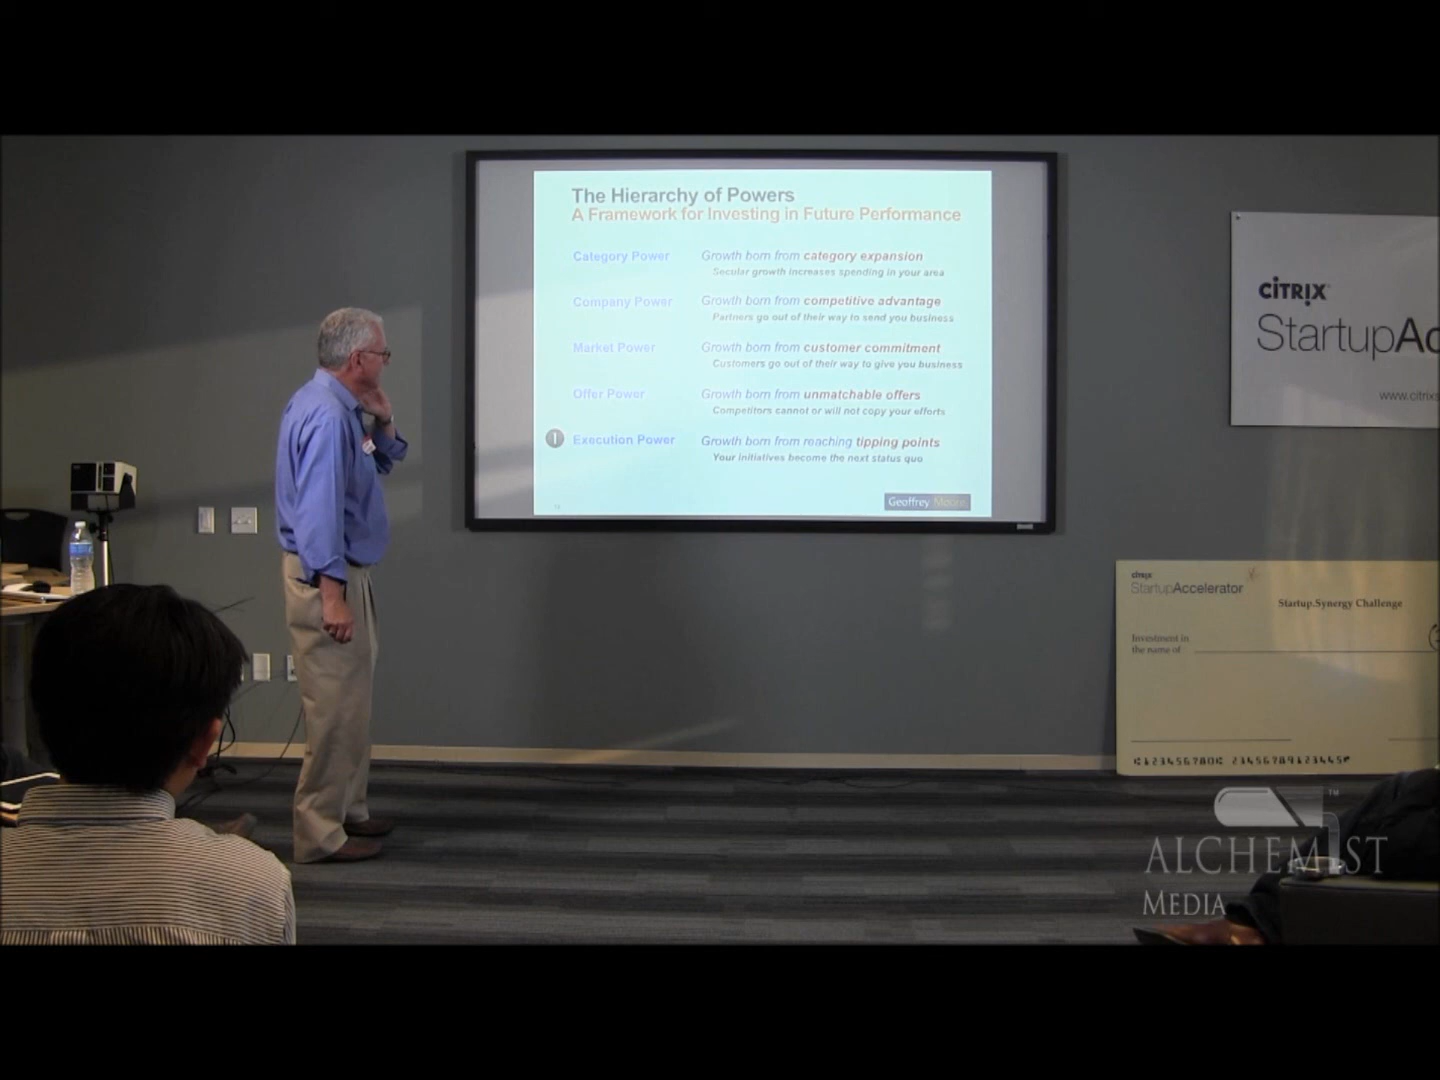 The Hierarchy of Powers
A Framework for Investing in Future Performance
Category Power Growth born from category expansion
Secular growth increases spending in your area
Company Power Growth born from competitive advantage
Partners go out of their way to send you business
Market Power Growth born from customer commitment
Customers go out of their way to give you business
Offer Power Growth born from unmatchable offers
Competitors cannot or will not copy your efforts
1 Execution Power Growth born from reaching tipping points
Your initiatives become the next status quo
Geoffrey Moore
CITRIX
StartupAc
www.citrixs
citrix
StartupAccelerator
Startup.Synergy Challenge
Investment in
the name of
ALCHEMIST
MEDIA